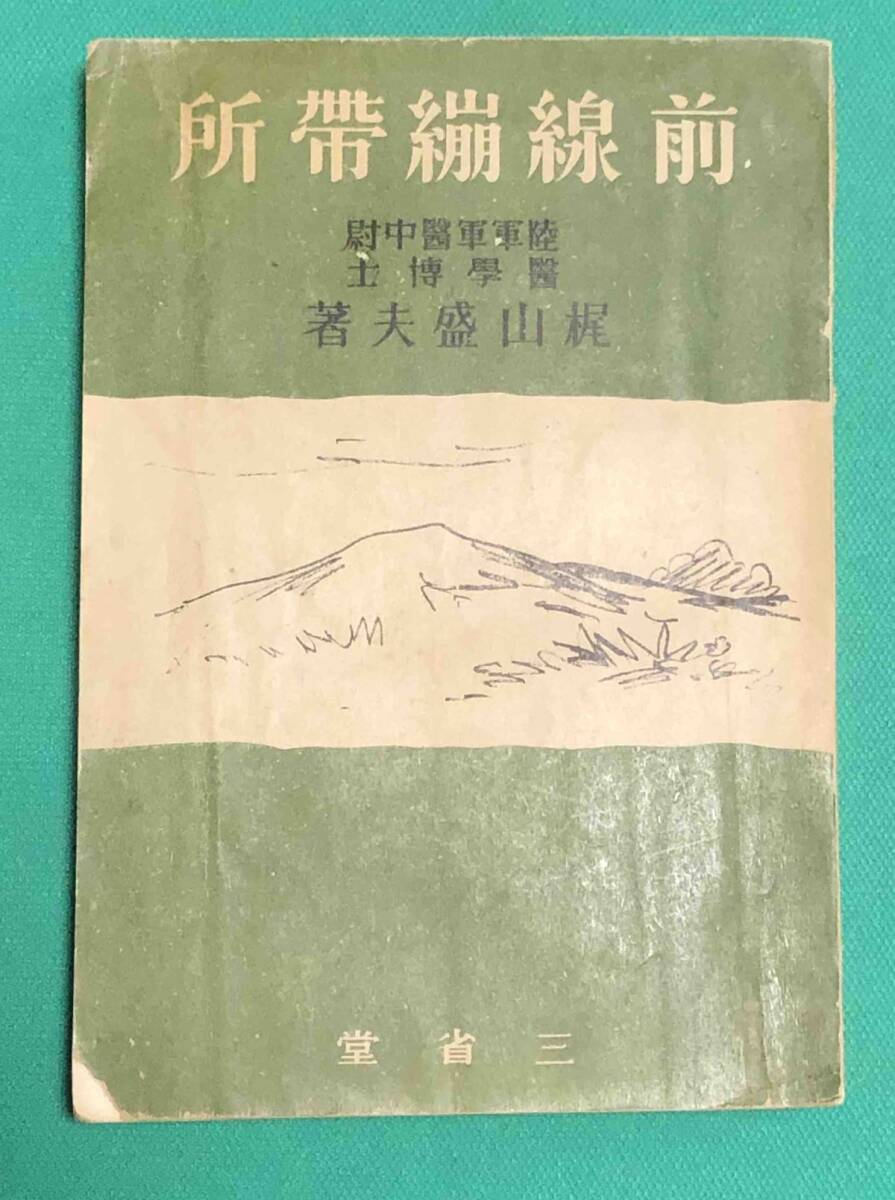 前線繃帶所
陸軍軍醫中尉
醫學博士
梶山盛夫著
三省堂